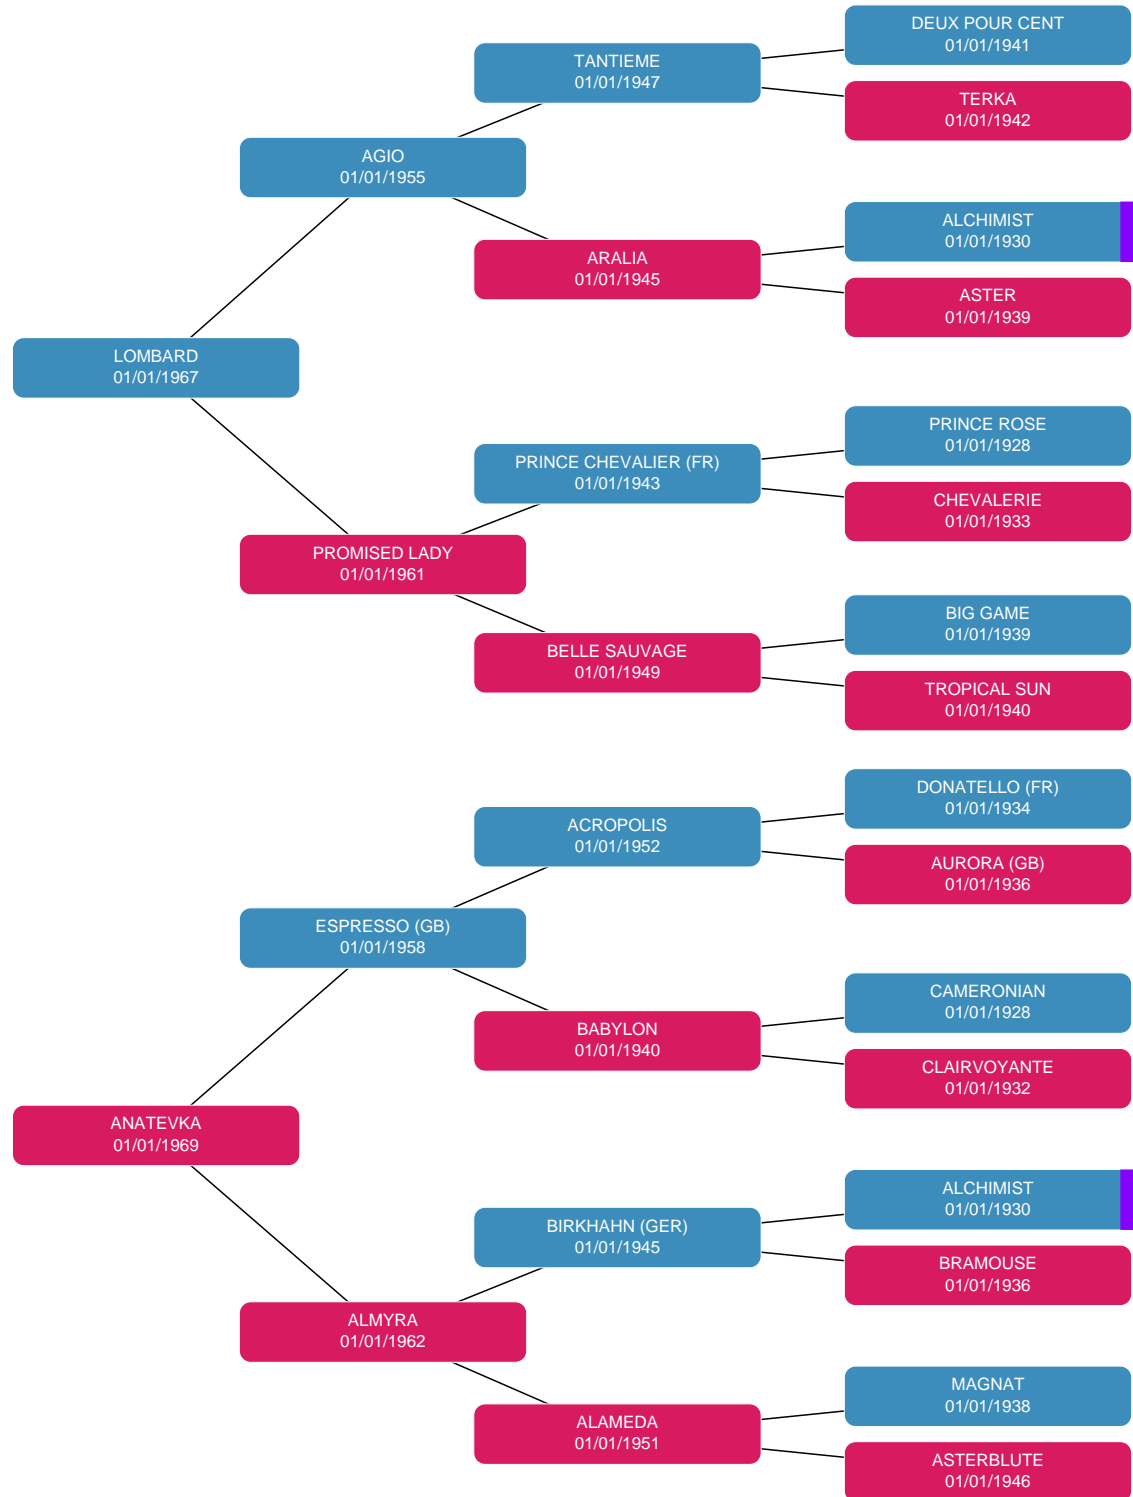 DEUX POUR CENT
01/01/1941
TANTIEME
01/01/1947
TERKA
01/01/1942
AGIO
01/01/1955
ALCHIMIST
01/01/1930
ARALIA
01/01/1945
ASTER
01/01/1939
LOMBARD
01/01/1967
PRINCE ROSE
01/01/1928
PRINCE CHEVALIER (FR)
01/01/1943
CHEVALERIE
01/01/1933
PROMISED LADY
01/01/1961
BIG GAME
01/01/1939
BELLE SAUVAGE
01/01/1949
TROPICAL SUN
01/01/1940
DONATELLO (FR)
01/01/1934
ACROPOLIS
01/01/1952
AURORA (GB)
01/01/1936
ESPRESSO (GB)
01/01/1958
CAMERONIAN
01/01/1928
BABYLON
01/01/1940
CLAIRVOYANTE
01/01/1932
ANATEVKA
01/01/1969
ALCHIMIST
01/01/1930
BIRKHAHN (GER)
01/01/1945
BRAMOUSE
01/01/1936
ALMYRA
01/01/1962
MAGNAT
01/01/1938
ALAMEDA
01/01/1951
ASTERBLUTE
01/01/1946